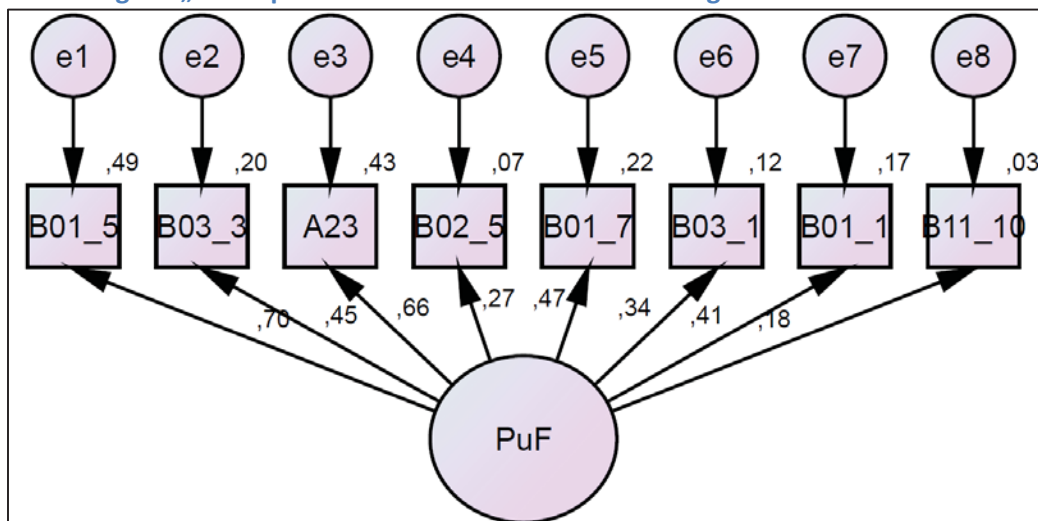 e1 e2 e3 e4 e5 e6 e7 e8
,49 ,20 ,43 ,07 ,22 ,12 ,17 ,03
B01_5 B03_3 A23 B02_5 B01_7 B03_1 B01_1 B11_10
,70 ,45 ,66 ,27 ,47 ,34 ,41 ,18
PuF